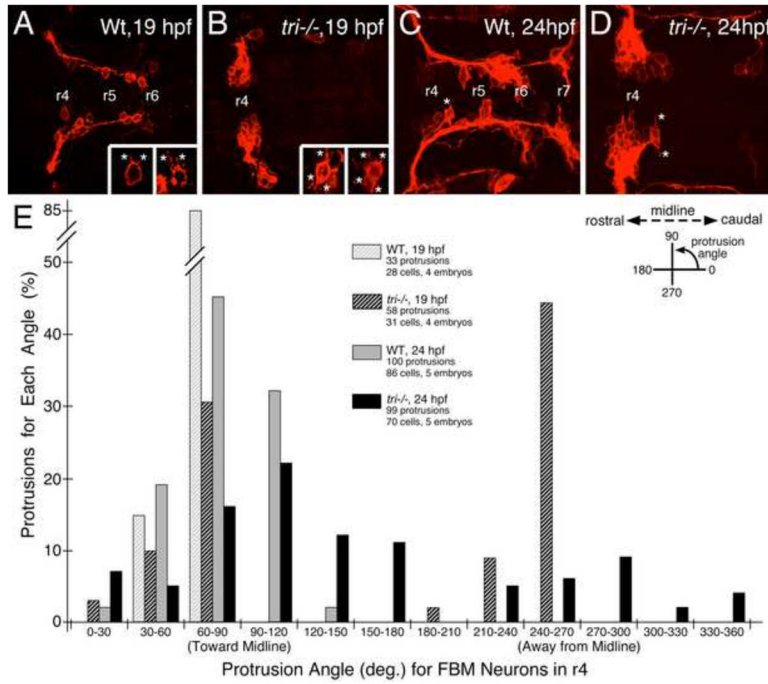 A Wt,19 hpf
B tri-/-,19 hpf
C Wt, 24hpf
D tri-/-, 24hpf
r4 r5 r6
r4
r4 r5 r6 r7
r4
* *
* *
* * *
* *
*
*
*
E
85
50
40
30
20
10
0
Protrusions for Each Angle (%)
WT, 19 hpf
33 protrusions
28 cells, 4 embryos
tri-/-, 19 hpf
58 protrusions
31 cells, 4 embryos
WT, 24 hpf
100 protrusions
86 cells, 5 embryos
tri-/-, 24 hpf
99 protrusions
70 cells, 5 embryos
midline
rostral caudal
90
protrusion
angle
180 0
270
0-30 30-60 60-90 90-120 120-150 150-180 180-210 210-240 240-270 270-300 300-330 330-360
(Toward Midline) (Away from Midline)
Protrusion Angle (deg.) for FBM Neurons in r4